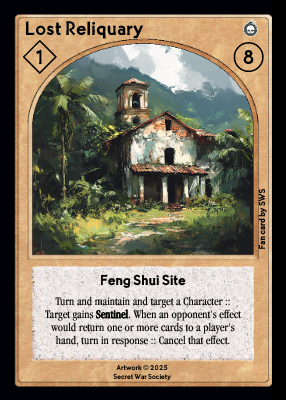 Lost Reliquary
1
8
Fan card by SWS
Feng Shui Site
Turn and maintain and target a Character ::
Target gains Sentinel. When an opponent's effect
would return one or more cards to a player's
hand, turn in response :: Cancel that effect.
Artwork © 2025
Secret War Society